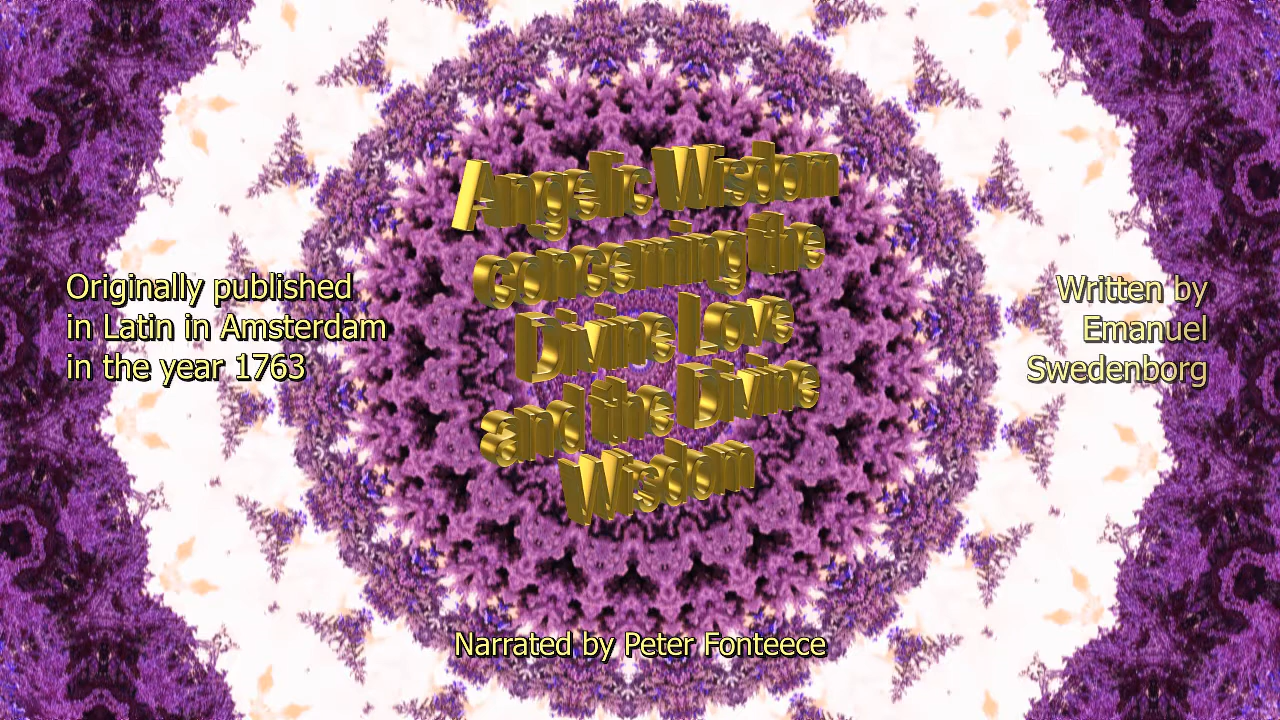 Angelic Wisdom
concerning the
Divine Love
and the Divine
Wisdom
Originally published
in Latin in Amsterdam
in the year 1763
Written by
Emanuel
Swedenborg
Narrated by Peter Fonteece